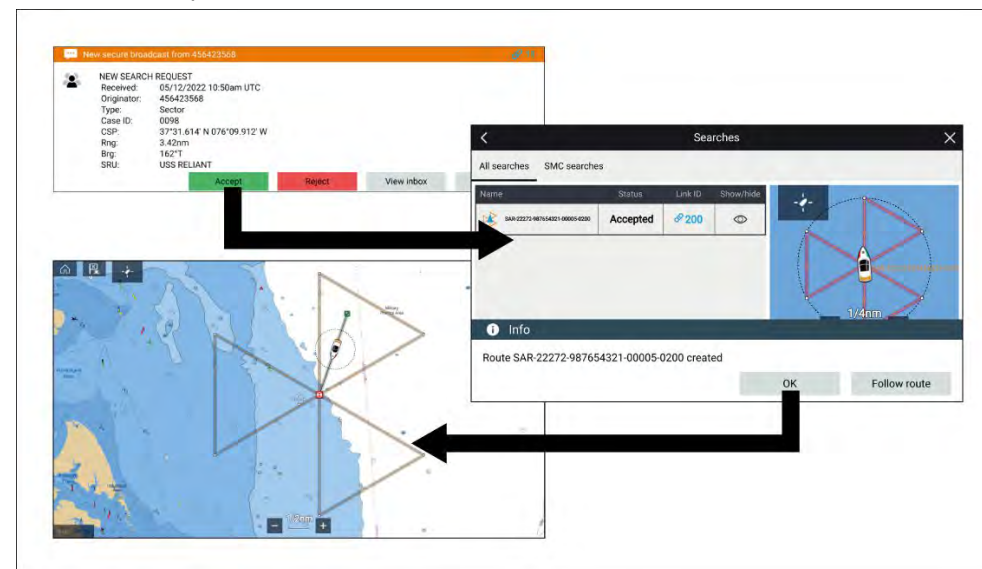 New secure broadcast from 456423568
NEW SEARCH REQUEST
Received: 05/12/2022 10:50am UTC
Originator: 456423568
Type: Sector
Case ID: 0098
CSP: 37°31.614' N 076°09.912' W
Rng: 3.42nm
Brg: 162°T
SRU: USS RELIANT
Accept Reject View inbox
Searches
All searches SMC searches
Name Status Link ID Show/hide
SAR-22272-987654321-00005-0200 Accepted 200
1/4nm
Info
Route SAR-22272-987654321-00005-0200 created
OK Follow route
1/2nm